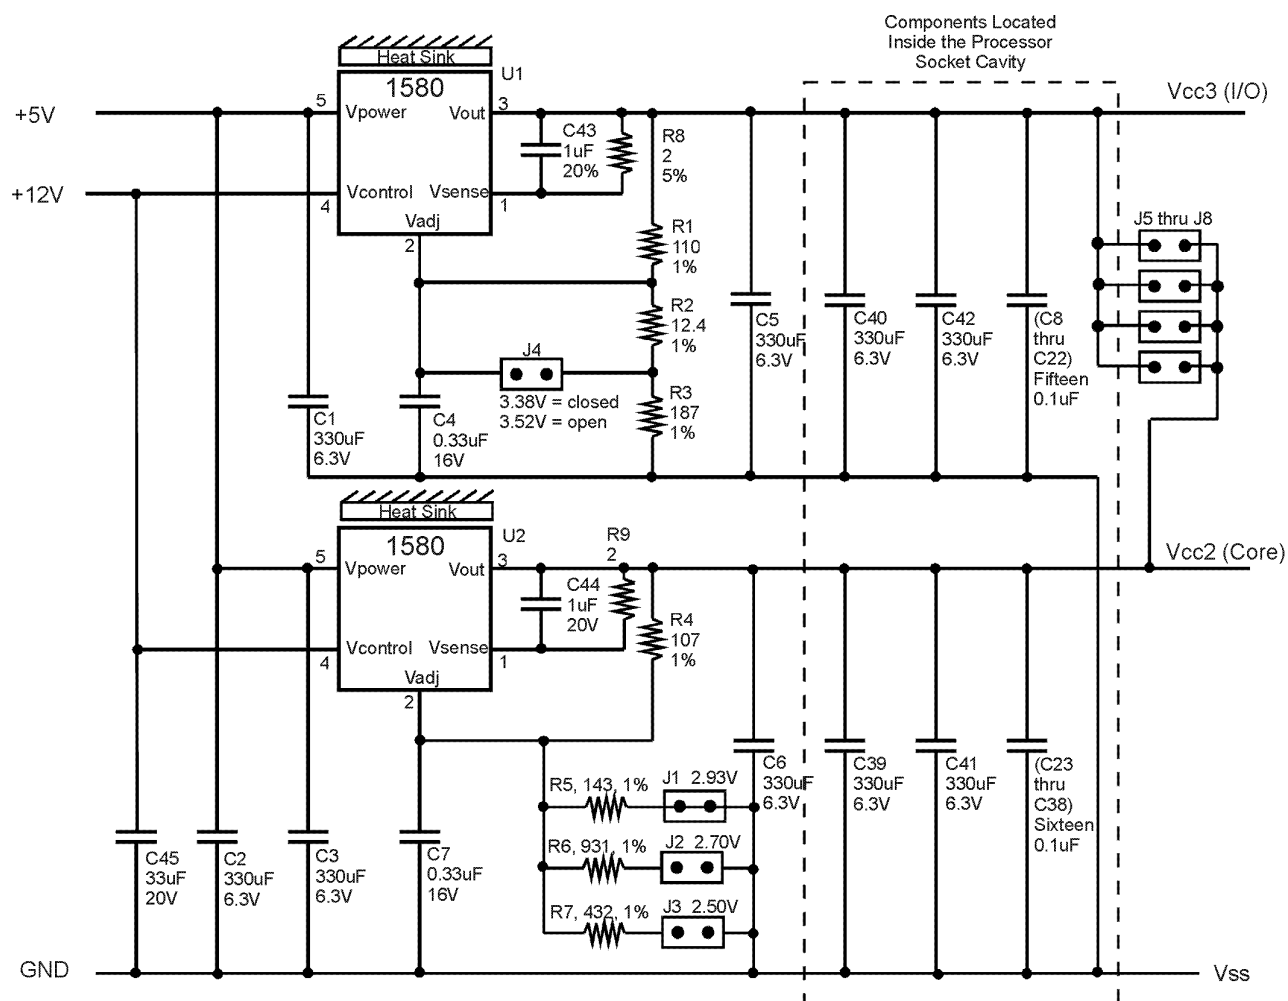 Components Located
Inside the Processor
Socket Cavity
Heat Sink
U1
1580
+5V
5
Vpower
Vout
3
Vcc3 (I/O)
C43
1uF
20%
R8
2
5%
+12V
Vcontrol
Vsense
4
1
Vadj
2
J5 thru J8
R1
110
1%
R2
12.4
1%
C5
330uF
6.3V
C40
330uF
6.3V
C42
330uF
6.3V
(C8
thru
C22)
Fifteen
0.1uF
J4
3.38V = closed
3.52V = open
R3
187
1%
C1
330uF
6.3V
C4
0.33uF
16V
Heat Sink
U2
1580
R9
2
5
Vpower
Vout
3
Vcc2 (Core)
C44
1uF
20V
R4
107
1%
Vcontrol
Vsense
4
1
Vadj
2
C6
330uF
6.3V
C39
330uF
6.3V
C41
330uF
6.3V
(C23
thru
C38)
Sixteen
0.1uF
R5, 143, 1%
J1 2.93V
R6, 931, 1%
J2 2.70V
R7, 432, 1%
J3 2.50V
C45
33uF
20V
C2
330uF
6.3V
C3
330uF
6.3V
C7
0.33uF
16V
GND
Vss